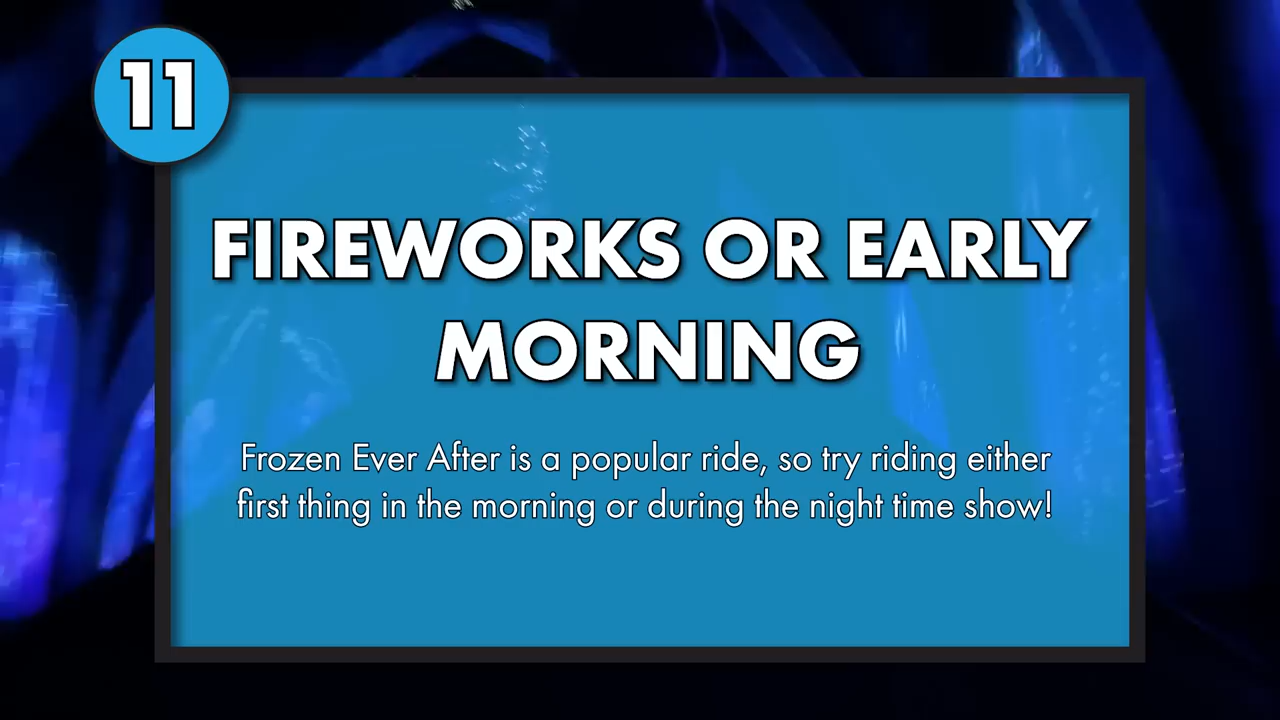 11
FIREWORKS OR EARLY
MORNING
Frozen Ever After is a popular ride, so try riding either
first thing in the morning or during the night time show!